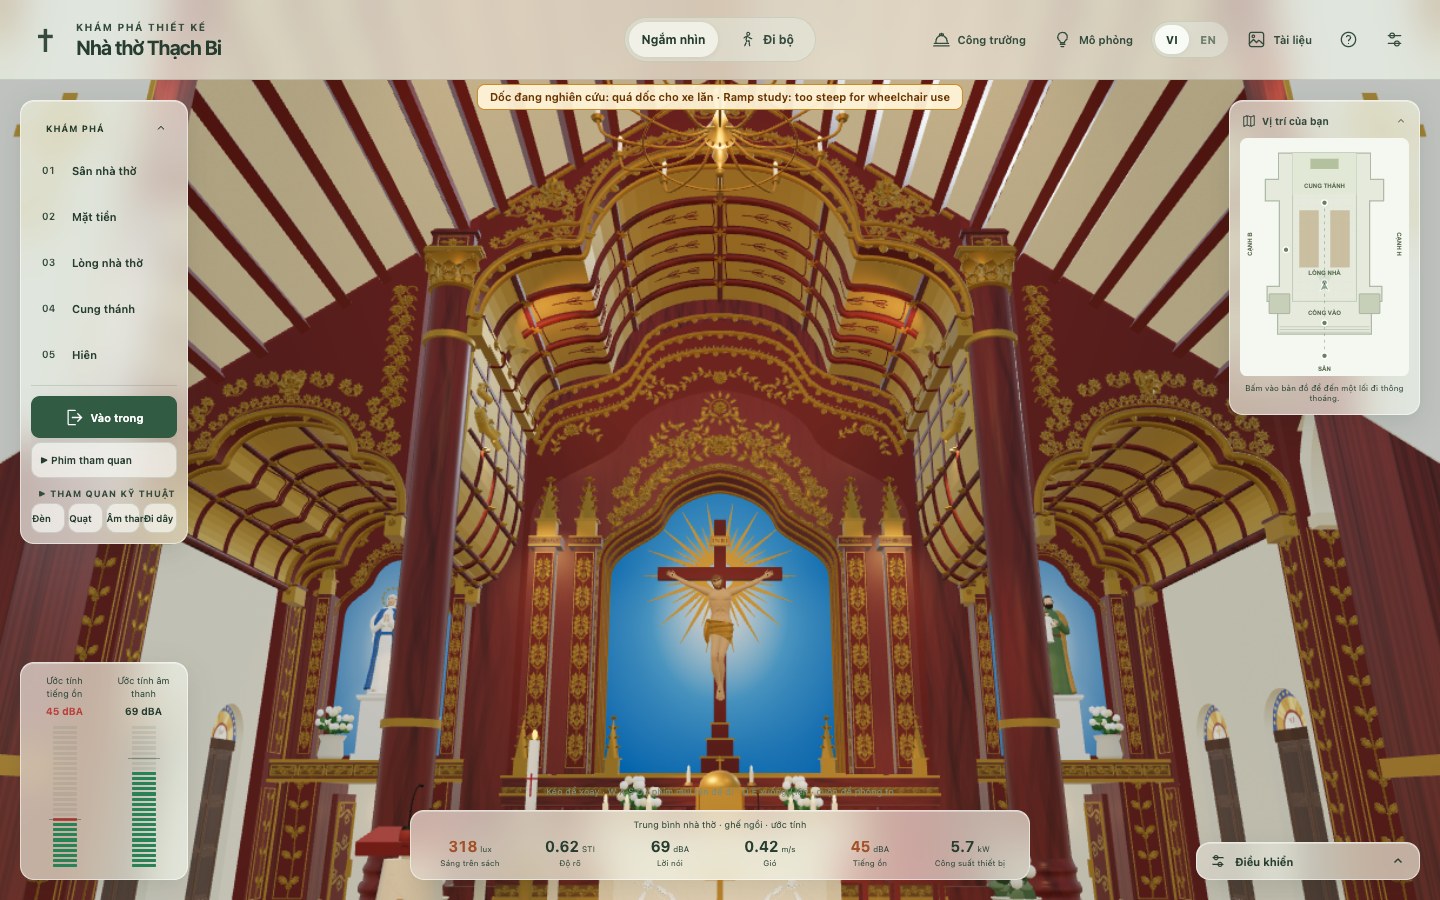 KHÁM PHÁ THIẾT KẾ
Nhà thờ Thạch Bi
Ngắm nhìn
Đi bộ
Công trường
Mô phỏng
VI
EN
Tài liệu
Dốc đang nghiên cứu: quá dốc cho xe lăn · Ramp study: too steep for wheelchair use
KHÁM PHÁ
01 Sân nhà thờ
02 Mặt tiền
03 Lòng nhà thờ
04 Cung thánh
05 Hiên
Vào trong
▶ Phim tham quan
▶ THAM QUAN KỸ THUẬT
Đèn
Quạt
Âm than
Đi dây
Vị trí của bạn
CUNG THÁNH
CÁNH B
CÁNH H
LÒNG NHÀ
CỔNG VÀO
SÂN
Bấm vào bản đồ để đến một lối đi thông
thoáng.
Ước tính
tiếng ồn
45 dBA
Ước tính âm
thanh
69 dBA
Trung bình nhà thờ · ghế ngồi · ước tính
318 lux
Sáng trên sách
0.62 STI
Độ rõ
69 dBA
Lời nói
0.42 m/s
Gió
45 dBA
Tiếng ồn
5.7 kW
Công suất thiết bị
Điều khiển